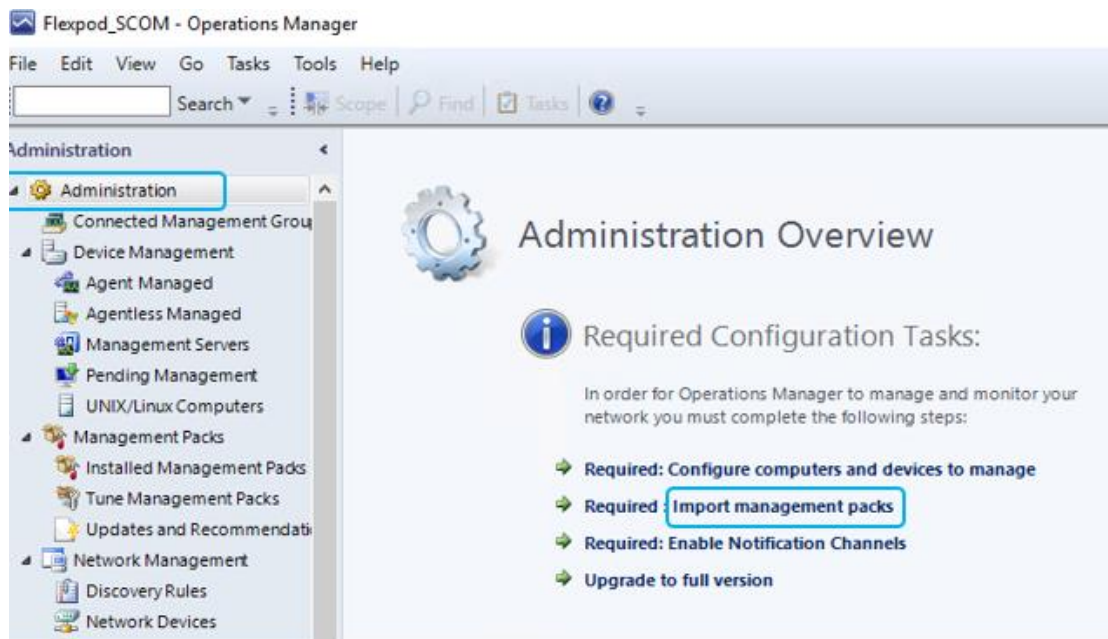 Flexpod_SCOM - Operations Manager
File Edit View Go Tasks Tools Help
Search Scope Find Tasks
Administration
Administration
Connected Management Grou
Device Management
Agent Managed
Agentless Managed
Management Servers
Pending Management
UNIX/Linux Computers
Management Packs
Installed Management Packs
Tune Management Packs
Updates and Recommendati
Network Management
Discovery Rules
Network Devices
Administration Overview
Required Configuration Tasks:
In order for Operations Manager to manage and monitor your
network you must complete the following steps:
Required: Configure computers and devices to manage
Required : Import management packs
Required: Enable Notification Channels
Upgrade to full version